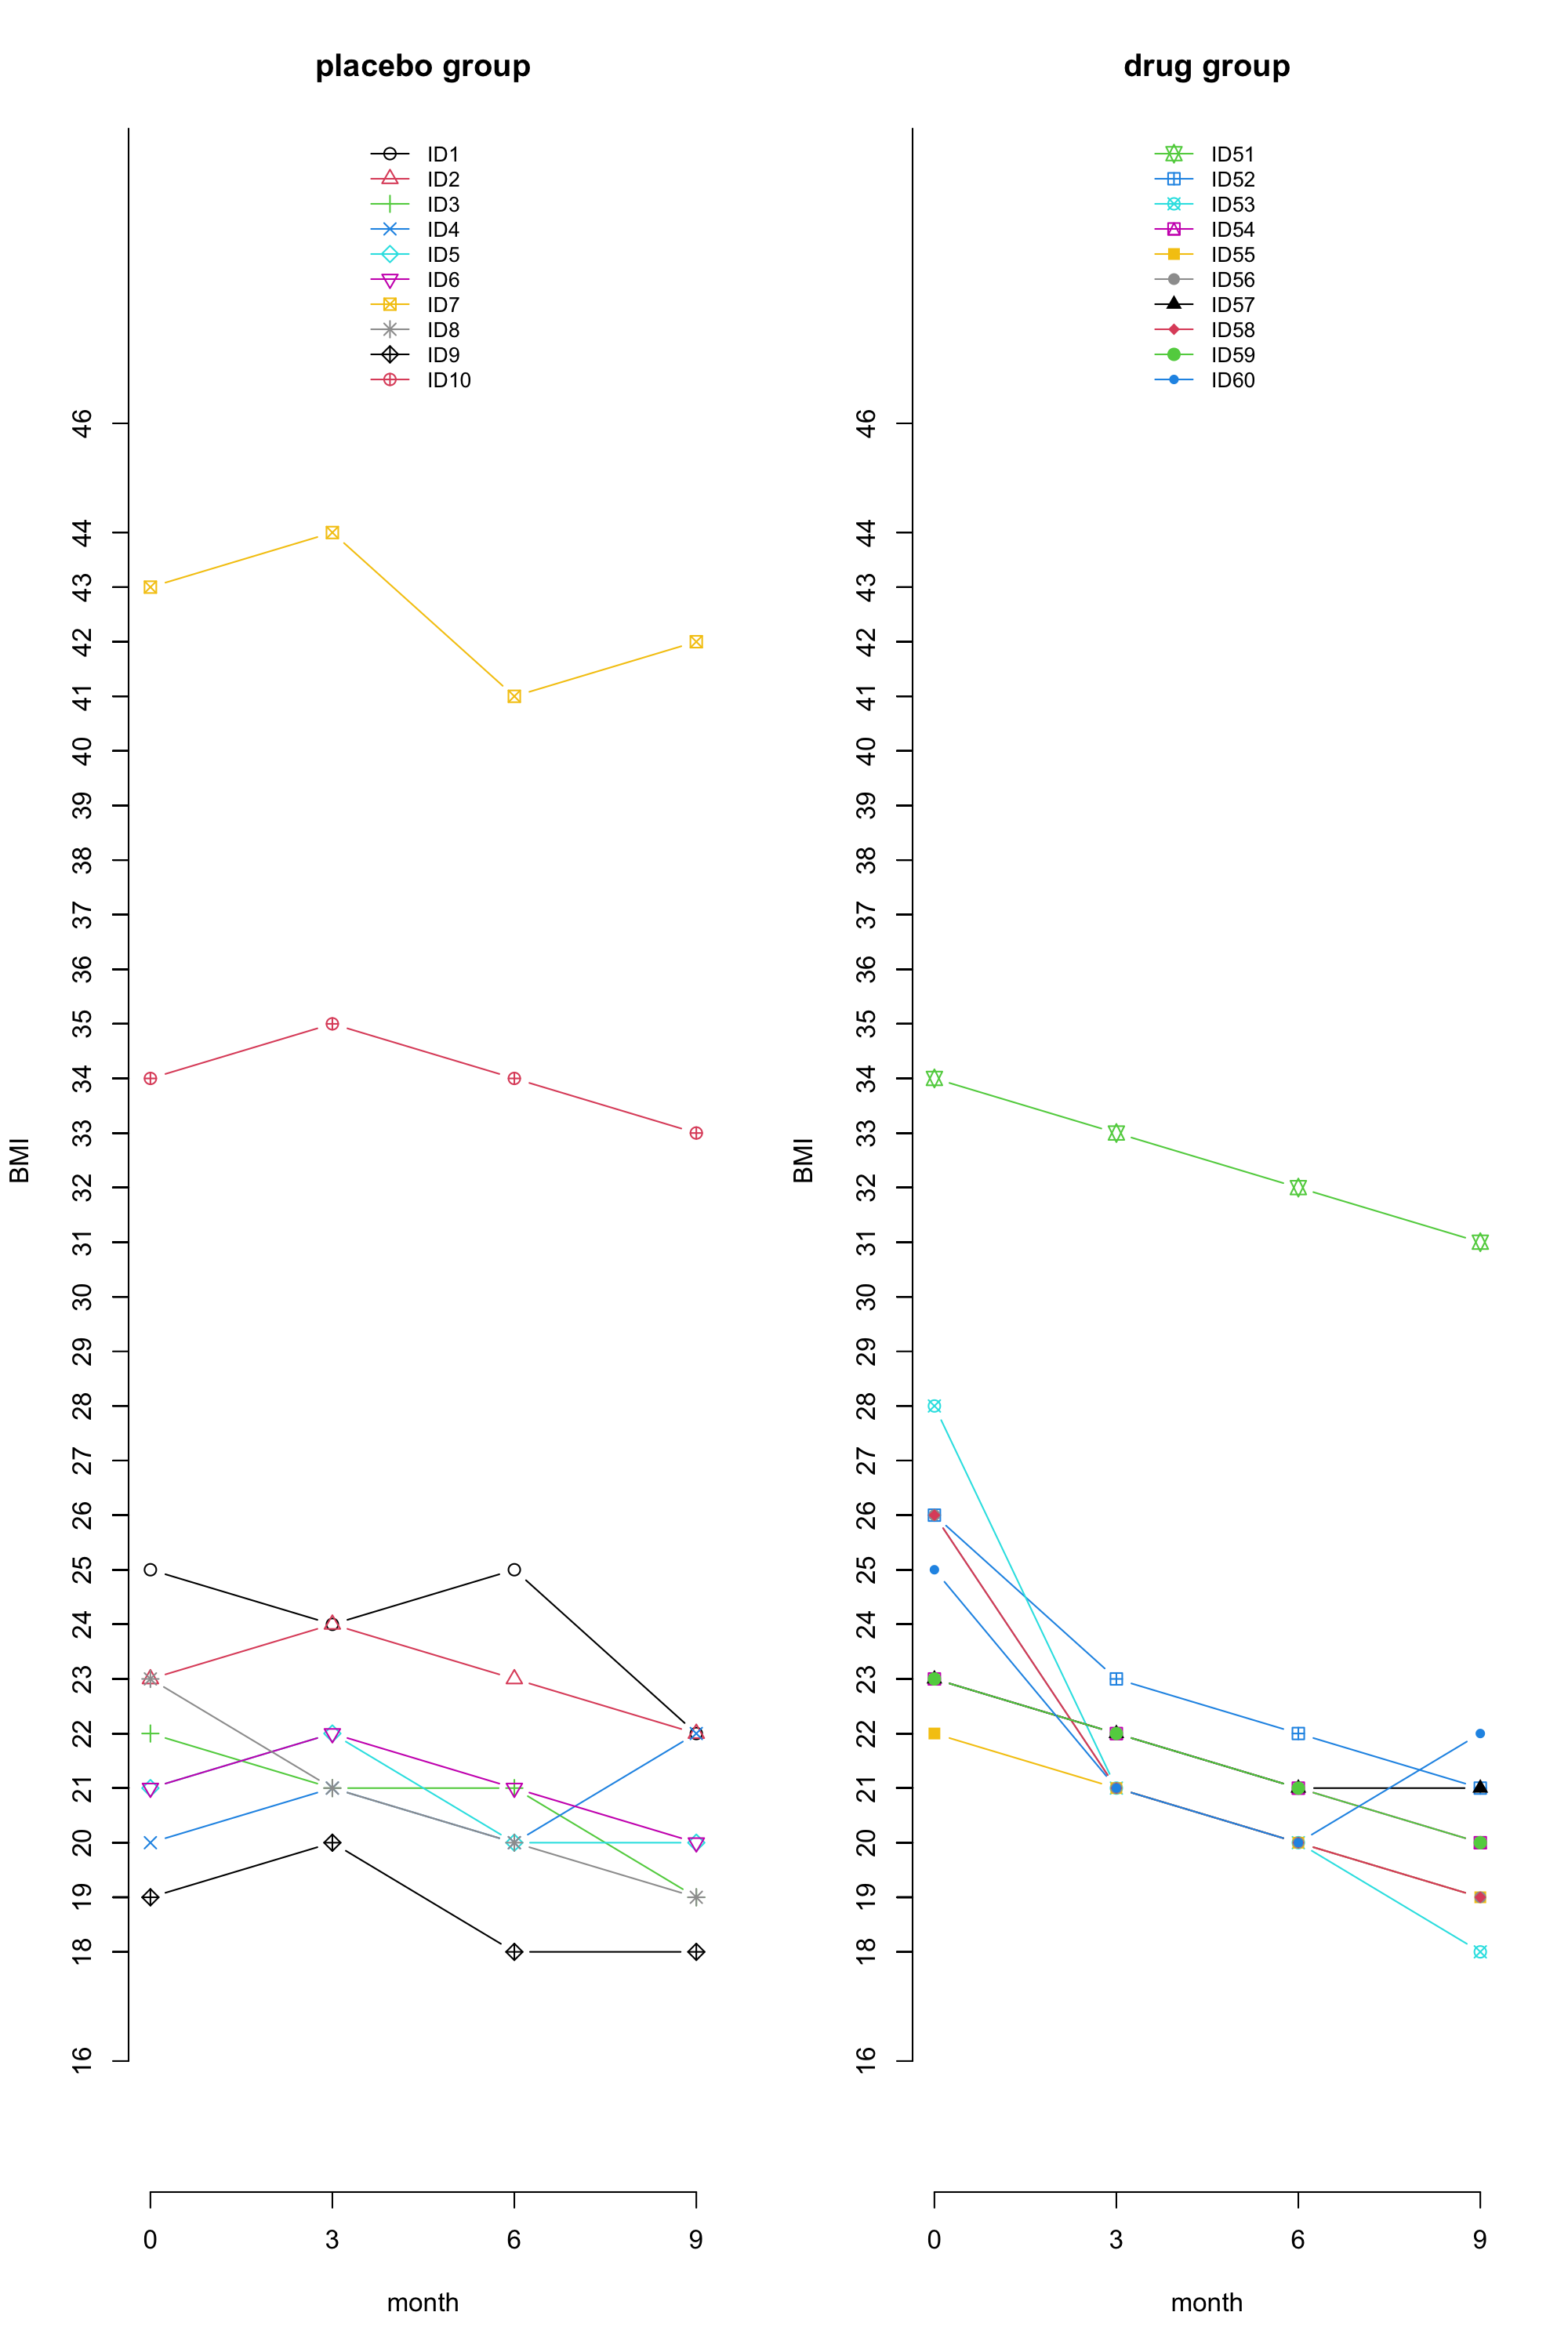 placebo group
ID1
ID2
ID3
ID4
ID5
ID6
ID7
ID8
ID9
ID10
46
44
43
42
41
40
39
38
37
36
35
34
33
32
31
30
29
28
27
26
25
24
23
22
21
20
19
18
16
BMI
0 3 6 9
month
drug group
ID51
ID52
ID53
ID54
ID55
ID56
ID57
ID58
ID59
ID60
46
44
43
42
41
40
39
38
37
36
35
34
33
32
31
30
29
28
27
26
25
24
23
22
21
20
19
18
16
BMI
0 3 6 9
month